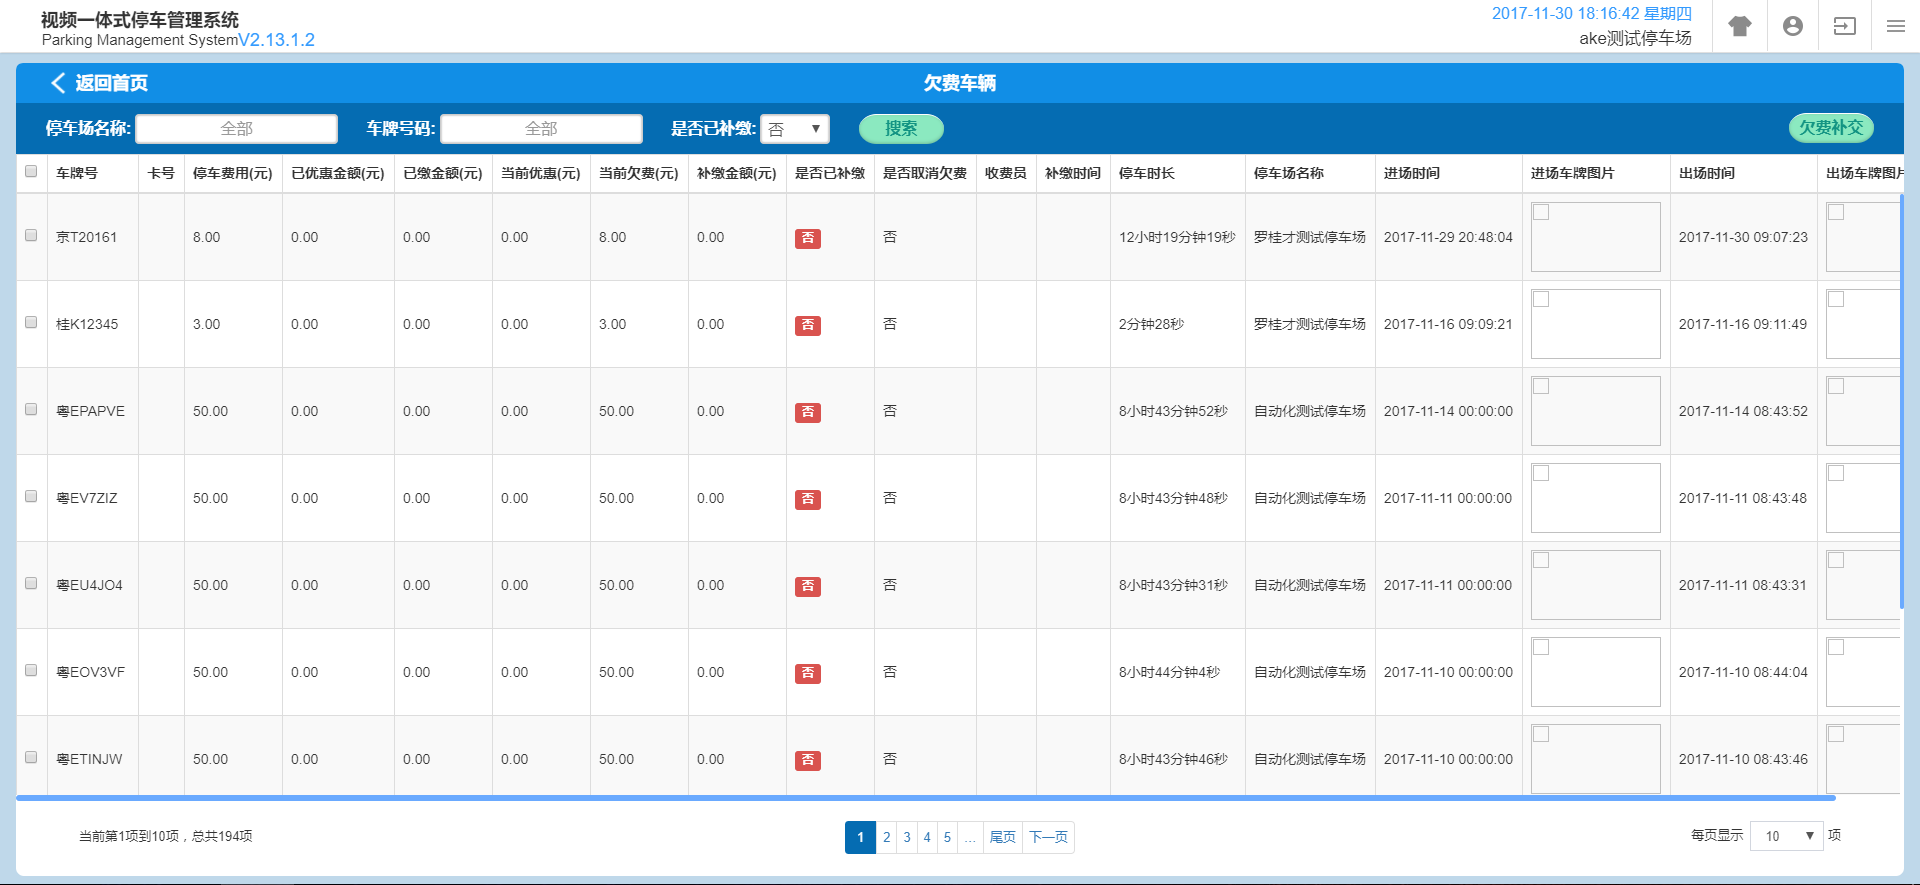 视频一体式停车管理系统
Parking Management SystemV2.13.1.2
2017-11-30 18:16:42 星期四
ake测试停车场
返回首页 欠费车辆
停车场名称: 全部 车牌号码: 全部 是否已补缴: 否 搜索 欠费补交
车牌号 卡号 停车费用(元) 已优惠金额(元) 已缴金额(元) 当前优惠(元) 当前欠费(元) 补缴金额(元) 是否已补缴 是否取消欠费 收费员 补缴时间 停车时长 停车场名称 进场时间 进场车牌图片 出场时间 出场车牌图片
京T20161 8.00 0.00 0.00 0.00 8.00 0.00 否 否 12小时19分钟19秒 罗桂才测试停车场 2017-11-29 20:48:04 2017-11-30 09:07:23
桂K12345 3.00 0.00 0.00 0.00 3.00 0.00 否 否 2分钟28秒 罗桂才测试停车场 2017-11-16 09:09:21 2017-11-16 09:11:49
粤EPAPVE 50.00 0.00 0.00 0.00 50.00 0.00 否 否 8小时43分钟52秒 自动化测试停车场 2017-11-14 00:00:00 2017-11-14 08:43:52
粤EV7ZIZ 50.00 0.00 0.00 0.00 50.00 0.00 否 否 8小时43分钟48秒 自动化测试停车场 2017-11-11 00:00:00 2017-11-11 08:43:48
粤EU4JO4 50.00 0.00 0.00 0.00 50.00 0.00 否 否 8小时43分钟31秒 自动化测试停车场 2017-11-11 00:00:00 2017-11-11 08:43:31
粤EOV3VF 50.00 0.00 0.00 0.00 50.00 0.00 否 否 8小时44分钟4秒 自动化测试停车场 2017-11-10 00:00:00 2017-11-10 08:44:04
粤ETINJW 50.00 0.00 0.00 0.00 50.00 0.00 否 否 8小时43分钟46秒 自动化测试停车场 2017-11-10 00:00:00 2017-11-10 08:43:46
当前第1项到10项，总共194项 1 2 3 4 5 ... 尾页 下一页 每页显示 10 项